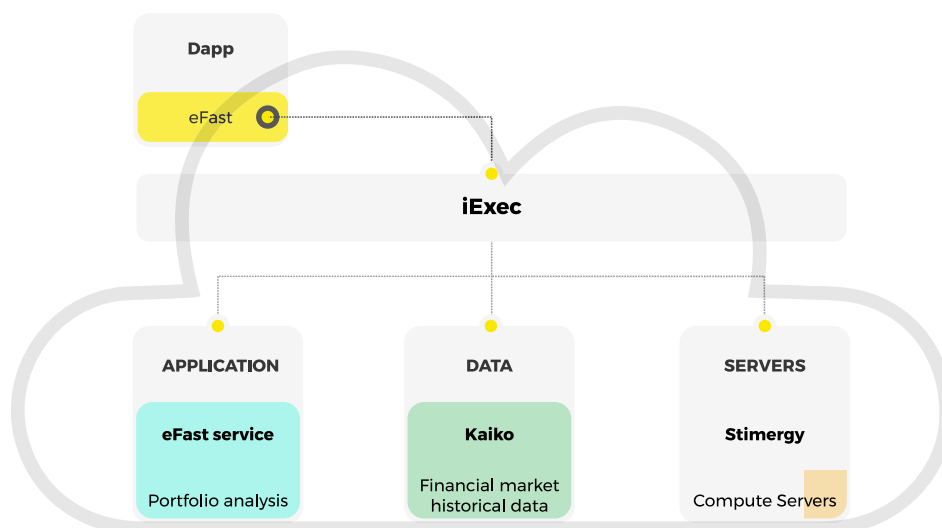 Dapp
eFast
iExec
APPLICATION
eFast service
Portfolio analysis
DATA
Kaiko
Financial market
historical data
SERVERS
Stimergy
Compute Servers